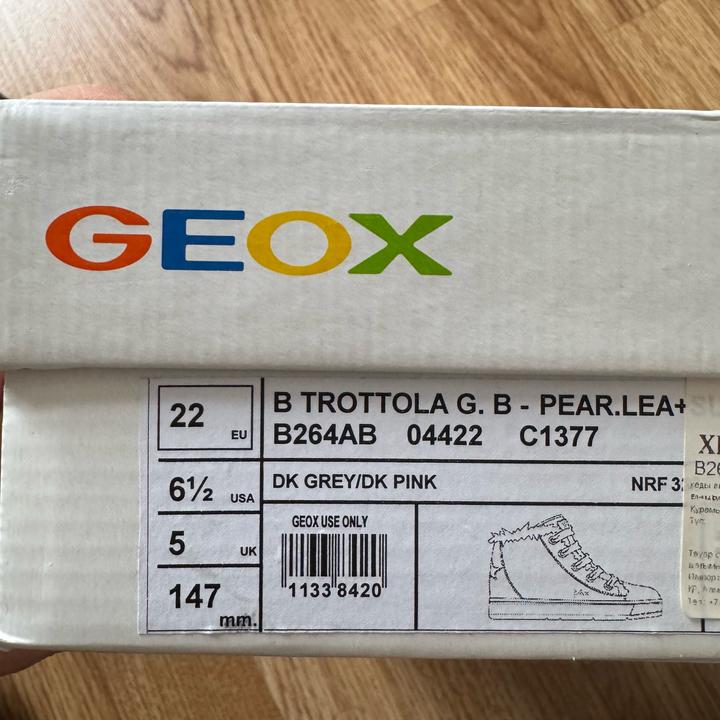 GEOX
22 EU
B TROTTOLA G. B - PEAR.LEA+
B264AB 04422 C1377
6½ USA
DK GREY/DK PINK
NRF
5 UK
147 mm.
GEOX USE ONLY
1133 8420